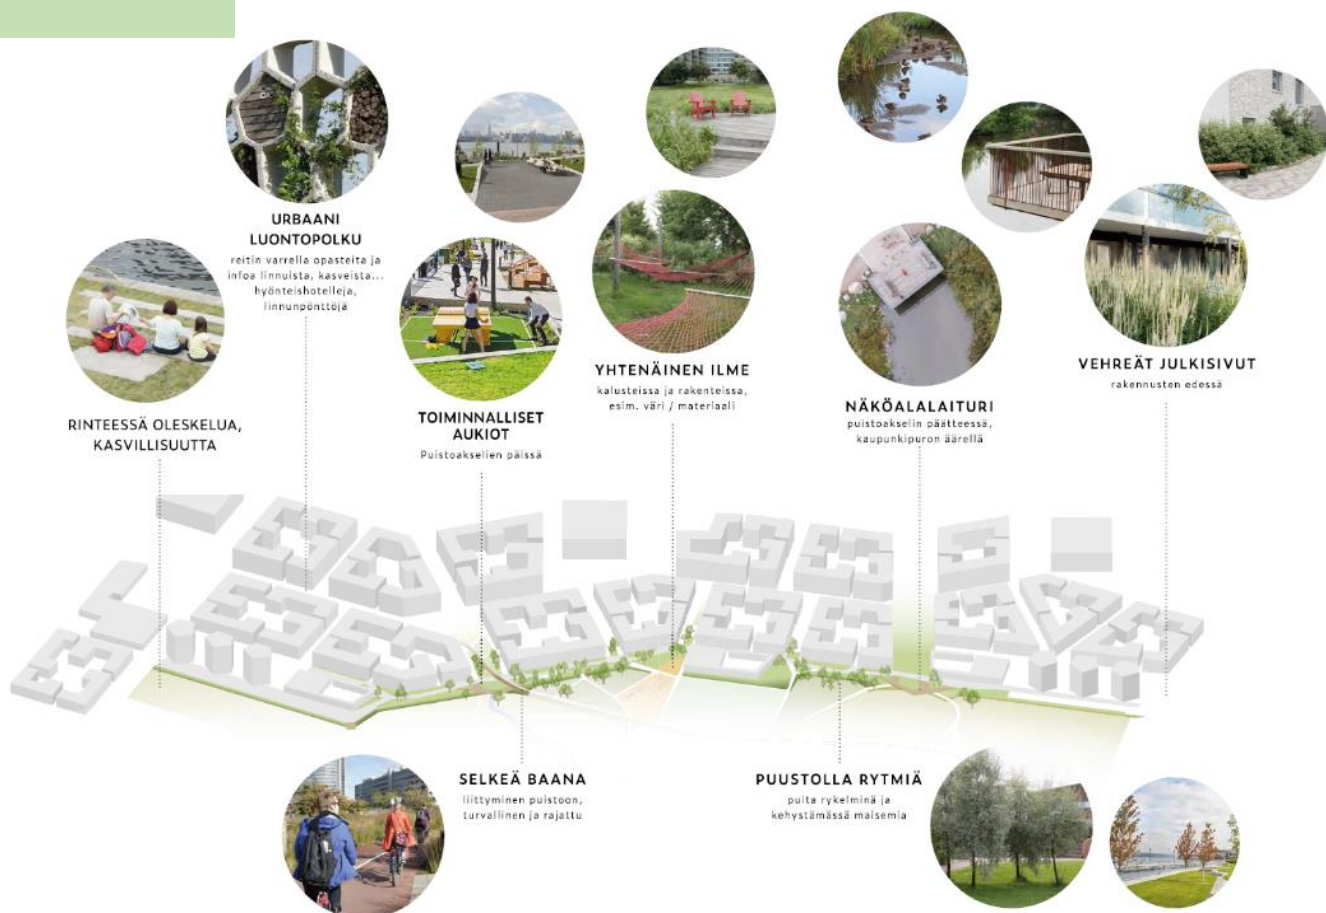 URBAANI
LUONTOPOLKU
reitin varrella opasteita ja
infoa linnuista, kasveista...
hyönteishotelleja,
linnunpönttöjä
RINTEESSÄ OLESKELUA,
KASVILLISUUTTA
TOIMINNALLISET
AUKIOT
Puistoakselien päissä
YHTENÄINEN ILME
kalusteissa ja rakenteissa,
esim. väri / materiaali
NÄKÖALALAITURI
puistoakselin päätteessä,
kaupunkipuron äärellä
VEHREÄT JULKISIVUT
rakennusten edessä
SELKEÄ BAANA
liittyminen puistoon,
turvallinen ja rajattu
PUUSTOLLA RYTMIÄ
puita rykelminä ja
kehystämässä maisemia